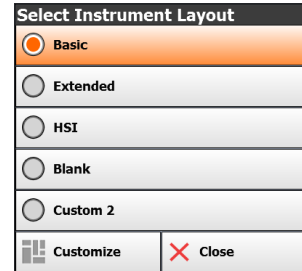 Select Instrument Layout
Basic
Extended
HSI
Blank
Custom 2
Customize Close